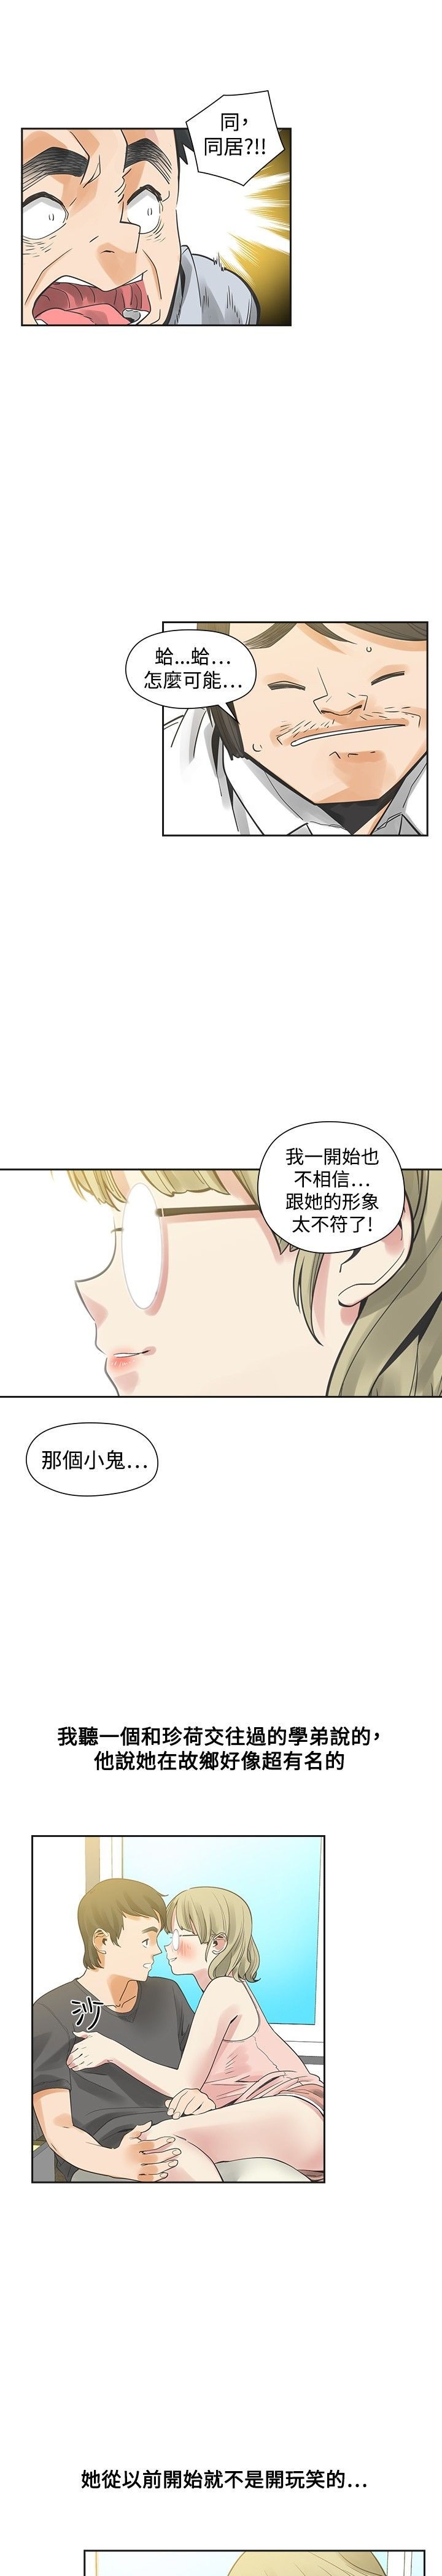 同,
同居?!!
蛤...蛤...
怎麼可能...
我一開始也
不相信...
跟她的形象
太不符了!
那個小鬼...
我聽一個和珍荷交往過的學弟說的,
他說她在故鄉好像超有名的
沙
她從以前開始就不是開玩笑的...